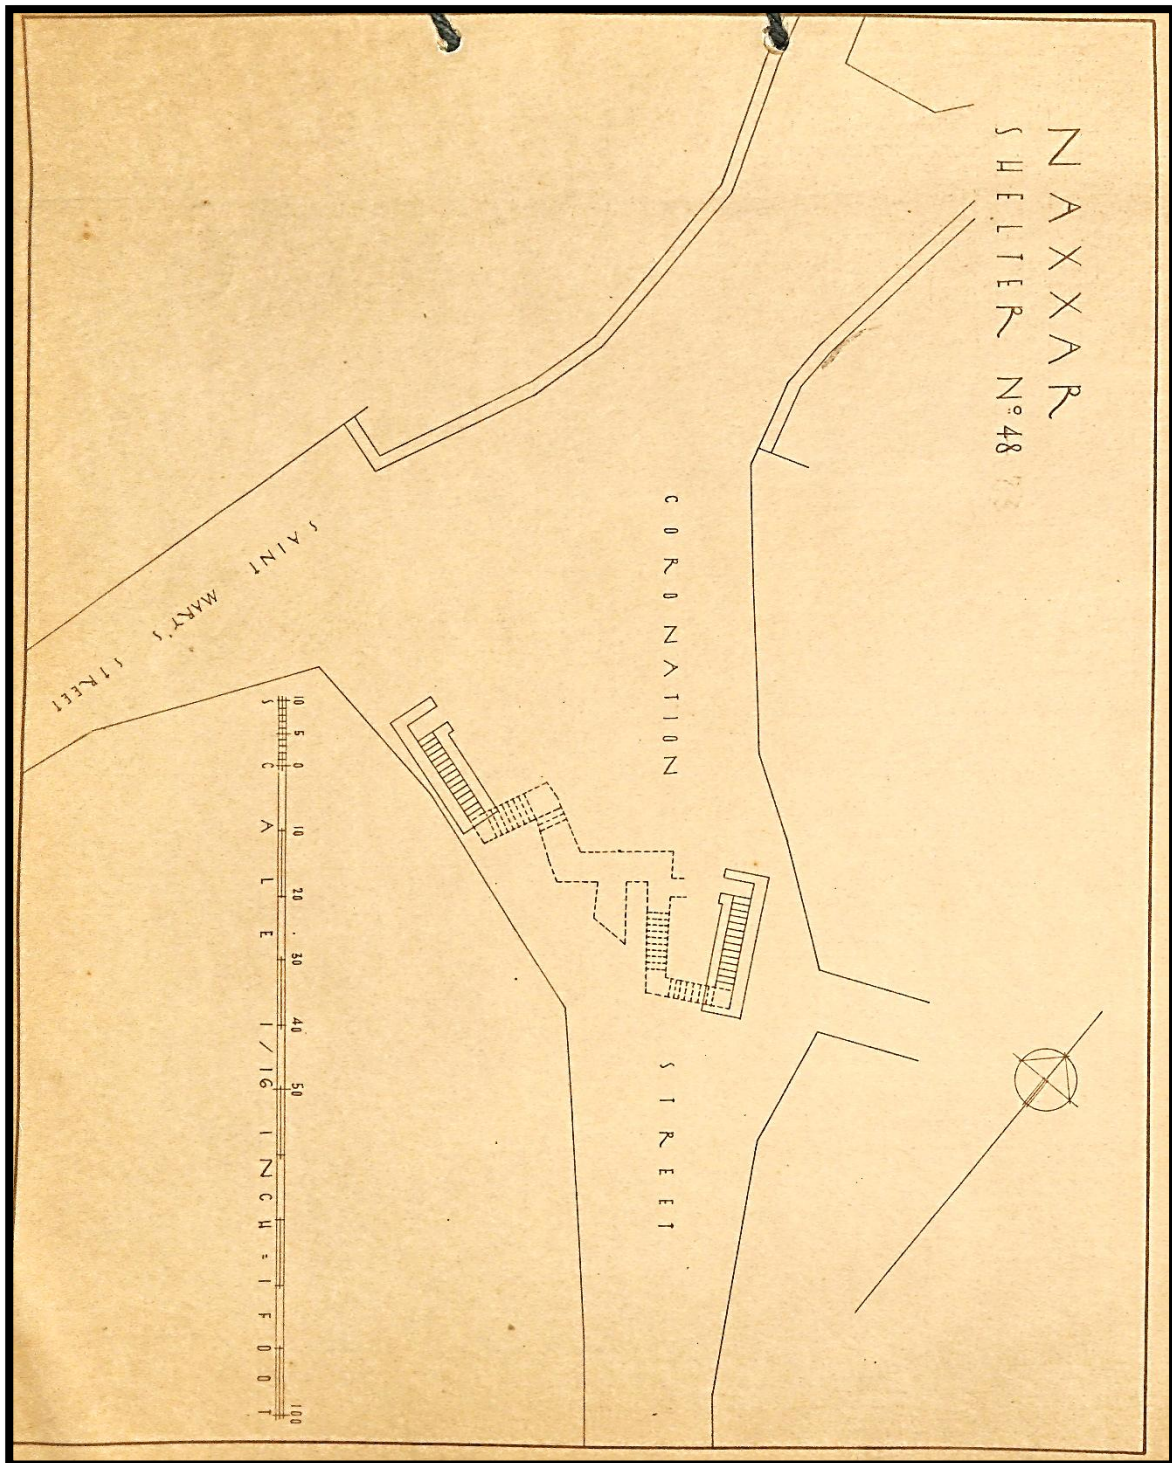 NAXXAR
SHELTER Nº 48
CORONATION STREET
SAINT MARY'S STREET
10 5 0 10 20 30 40 50 100
SCALE 1/16 INCH = 1 FOOT